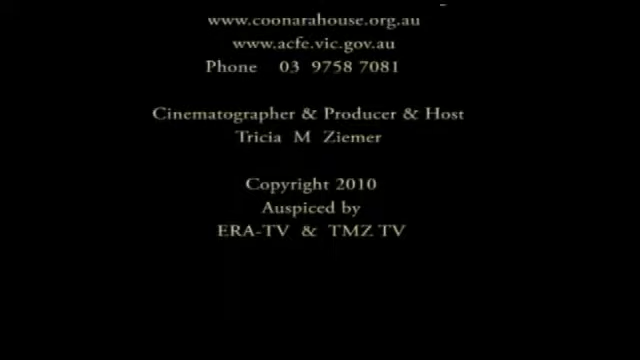 www.coonarahouse.org.au
www.acfe.vic.gov.au
Phone 03 9758 7081
Cinematographer & Producer & Host
Tricia M Ziemer
Copyright 2010
Auspiced by
ERA-TV & TMZ TV